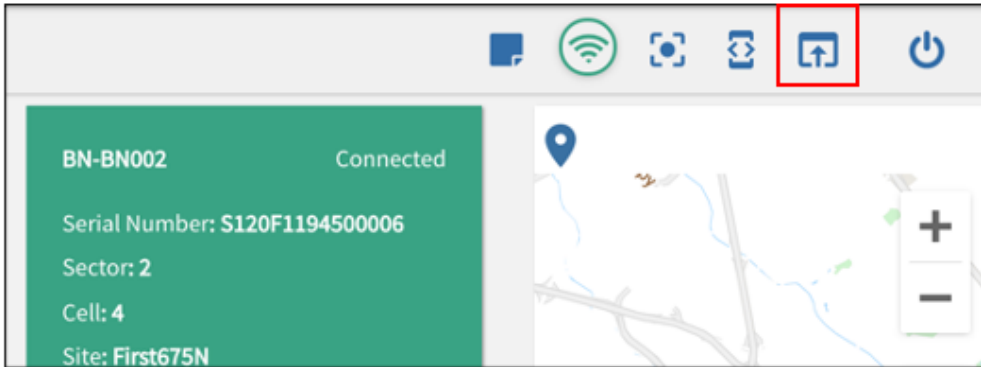 BN-BN002 Connected
Serial Number: S120F1194500006
Sector: 2
Cell: 4
Site: First675N